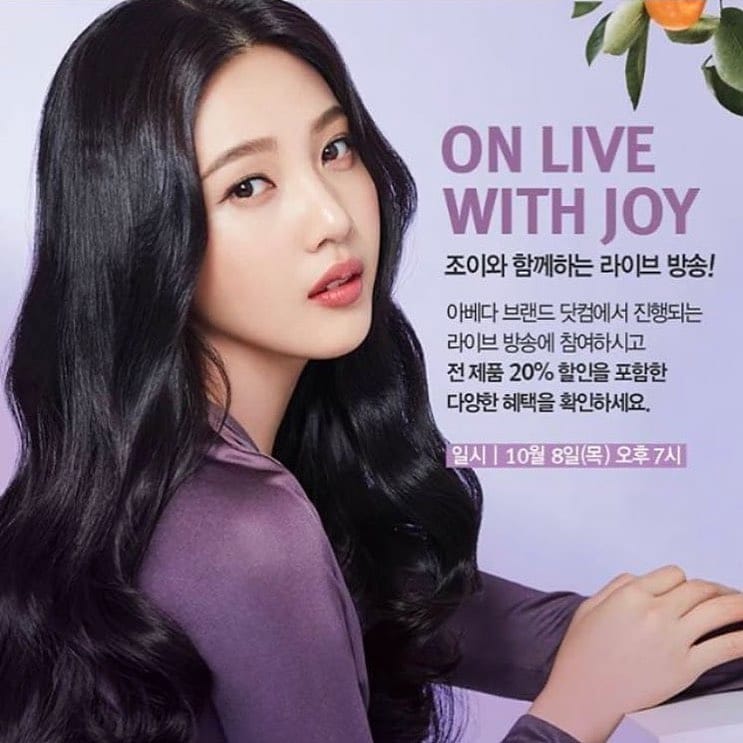 ON LIVE
WITH JOY
조이와 함께하는 라이브 방송!
아베다 브랜드 닷컴에서 진행되는
라이브 방송에 참여하시고
전 제품 20% 할인을 포함한
다양한 혜택을 확인하세요.
일시 | 10월 8일(목) 오후 7시